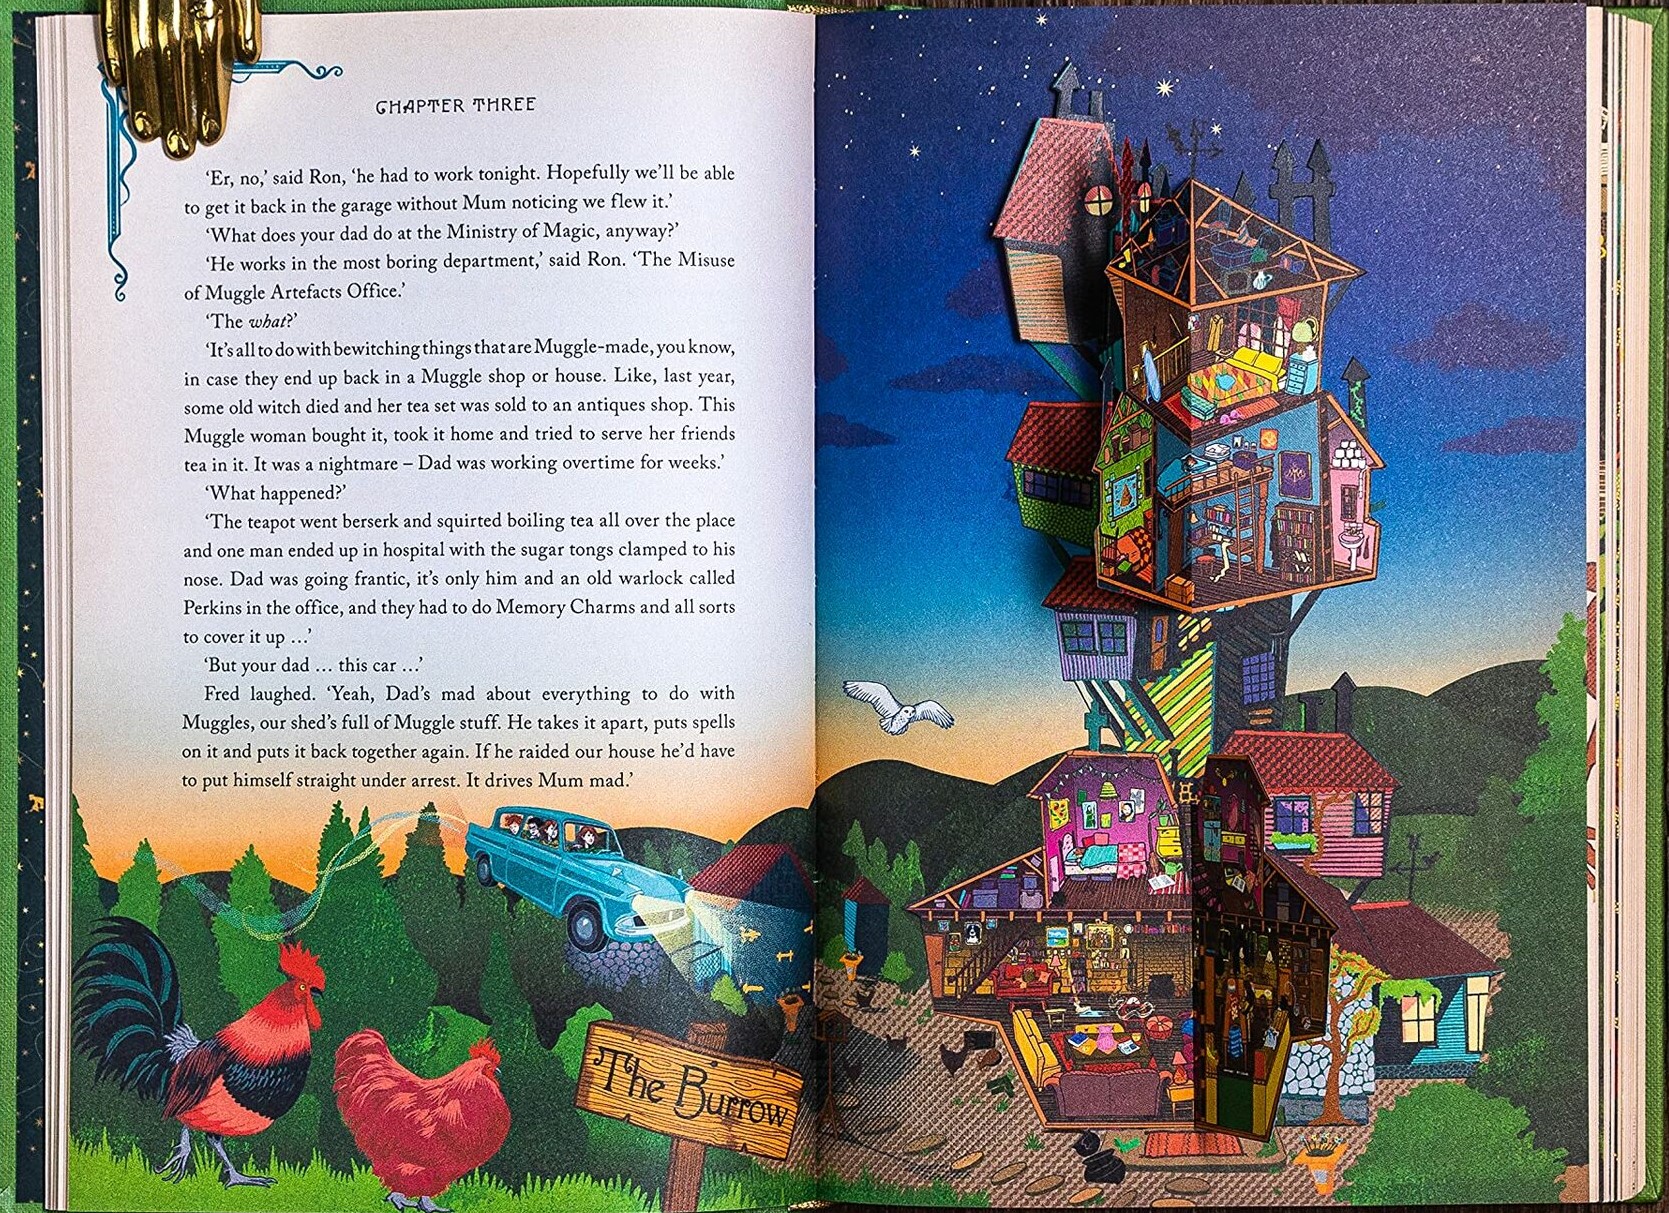 CHAPTER THREE
‘Er, no,’ said Ron, ‘he had to work tonight. Hopefully we’ll be able
to get it back in the garage without Mum noticing we flew it.’
‘What does your dad do at the Ministry of Magic, anyway?’
‘He works in the most boring department,’ said Ron. ‘The Misuse
of Muggle Artefacts Office.’
‘The what?’
‘It’s all to do with bewitching things that are Muggle-made, you know,
in case they end up back in a Muggle shop or house. Like, last year,
some old witch died and her tea set was sold to an antiques shop. This
Muggle woman bought it, took it home and tried to serve her friends
tea in it. It was a nightmare – Dad was working overtime for weeks.’
‘What happened?’
‘The teapot went berserk and squirted boiling tea all over the place
and one man ended up in hospital with the sugar tongs clamped to his
nose. Dad was going frantic, it’s only him and an old warlock called
Perkins in the office, and they had to do Memory Charms and all sorts
to cover it up …’
‘But your dad … this car …’
Fred laughed. ‘Yeah, Dad’s mad about everything to do with
Muggles, our shed’s full of Muggle stuff. He takes it apart, puts spells
on it and puts it back together again. If he raided our house he’d have
to put himself straight under arrest. It drives Mum mad.’
The Burrow